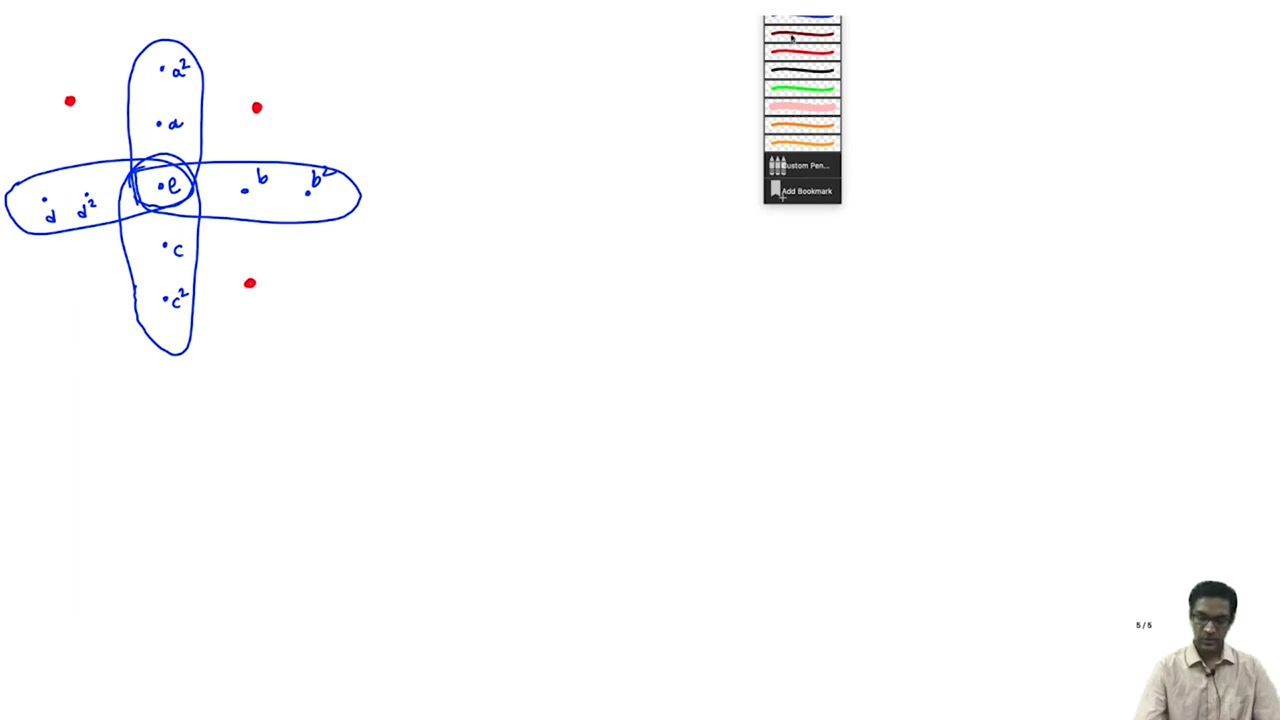 a²
a
e
b
b²
d
d²
c
c²
Custom Pen...
Add Bookmark
5 / 5